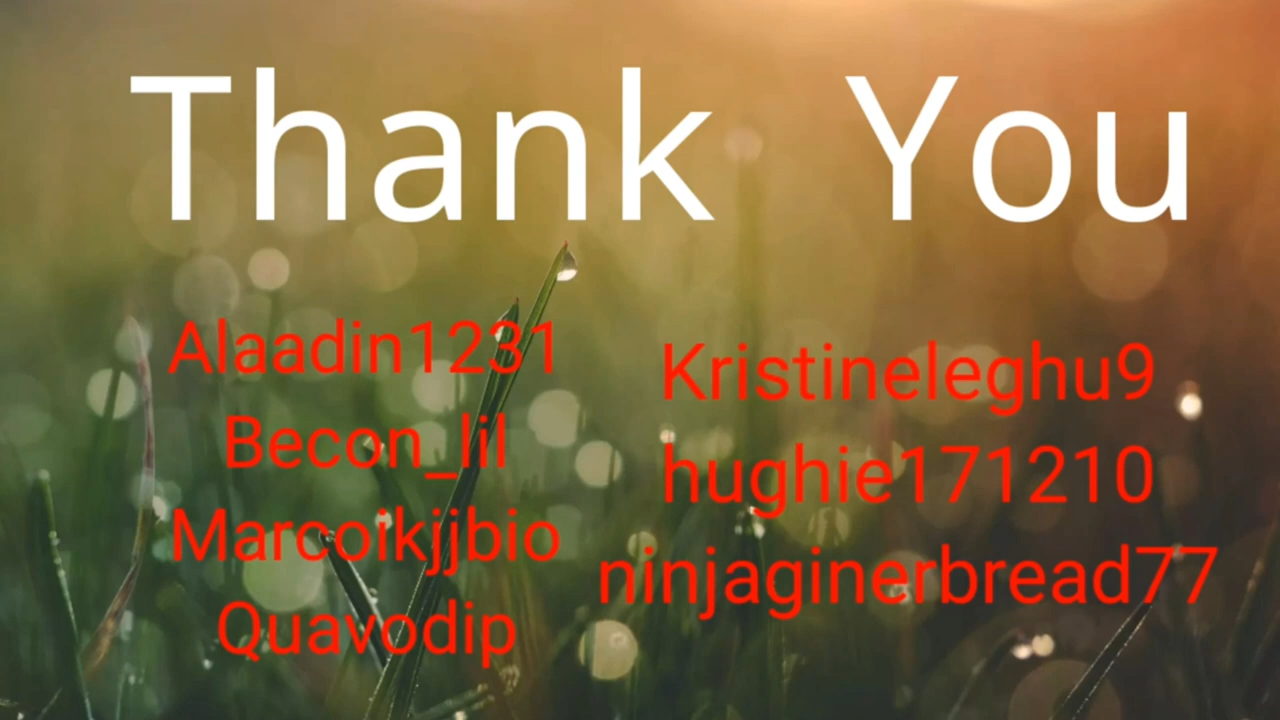 Thank You
Alaadin1231
Becon_lil
Marcoikjjbio
Quavodip
Kristineleghu9
hughie171210
ninjaginerbread77